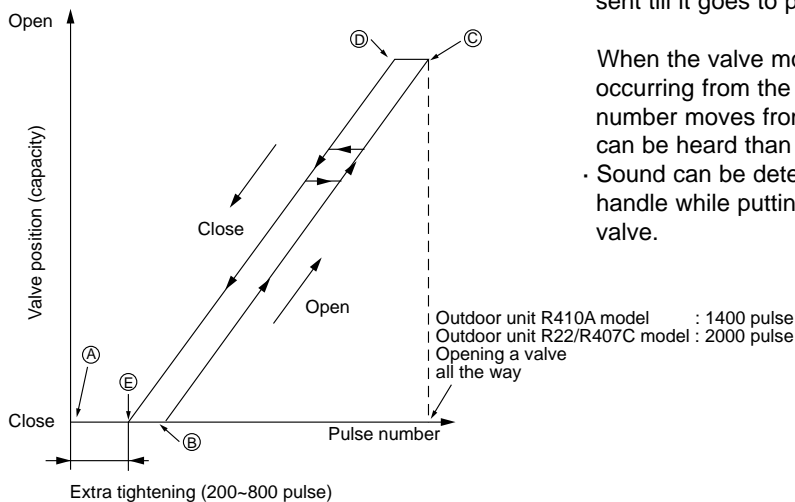 sent till it goes to p
Open
Ⓓ
Ⓒ
When the valve mo
occurring from the
number moves fron
can be heard than
· Sound can be dete
handle while puttin
valve.
Valve position (capacity)
Close
Open
Outdoor unit R410A model : 1400 pulse
Outdoor unit R22/R407C model : 2000 pulse
Opening a valve
all the way
Ⓐ
Ⓔ
Close
Ⓑ
Pulse number
Extra tightening (200~800 pulse)